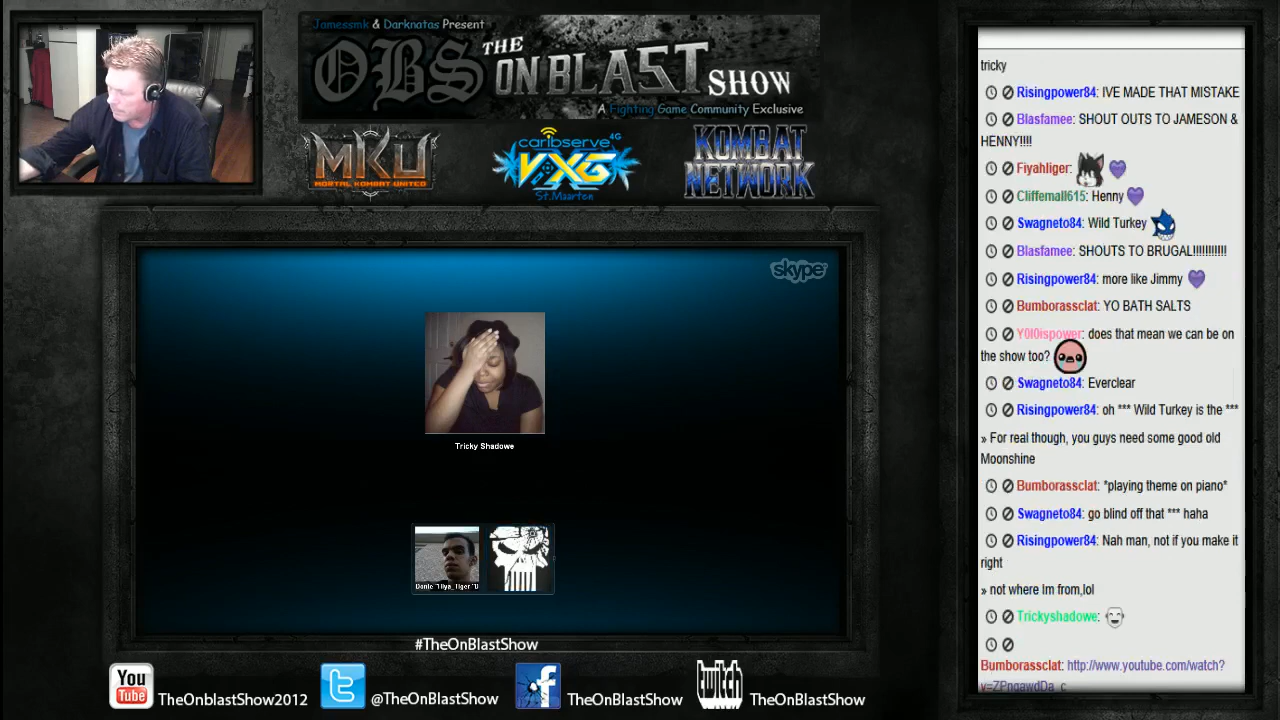 Jamessmk & Darknatas Present
OBS THE ON BLAST SHOW
A Fighting Game Community Exclusive
MKU
MORTAL KOMBAT UNITED
caribserve 4G
VXG
St.Maarten
KOMBAT
NETWORK
skype
Tricky Shadowe
#TheOnBlastShow
You Tube TheOnblastShow2012
@TheOnBlastShow
f TheOnBlastShow
twitch TheOnBlastShow
tricky
Risingpower84: IVE MADE THAT MISTAKE
Blasfamee: SHOUT OUTS TO JAMESON &
HENNY!!!!
Fiyahliger:
Cliffemall615: Henny
Swagneto84: Wild Turkey
Blasfamee: SHOUTS TO BRUGAL!!!!!!!!!!!
Risingpower84: more like Jimmy
Bumborassclat: YO BATH SALTS
Y0l0ispower: does that mean we can be on
the show too?
Swagneto84: Everclear
Risingpower84: oh *** Wild Turkey is the ***
» For real though, you guys need some good old
Moonshine
Bumborassclat: *playing theme on piano*
Swagneto84: go blind off that *** haha
Risingpower84: Nah man, not if you make it
right
» not where Im from,lol
Trickyshadowe:
Bumborassclat: http://www.youtube.com/watch?